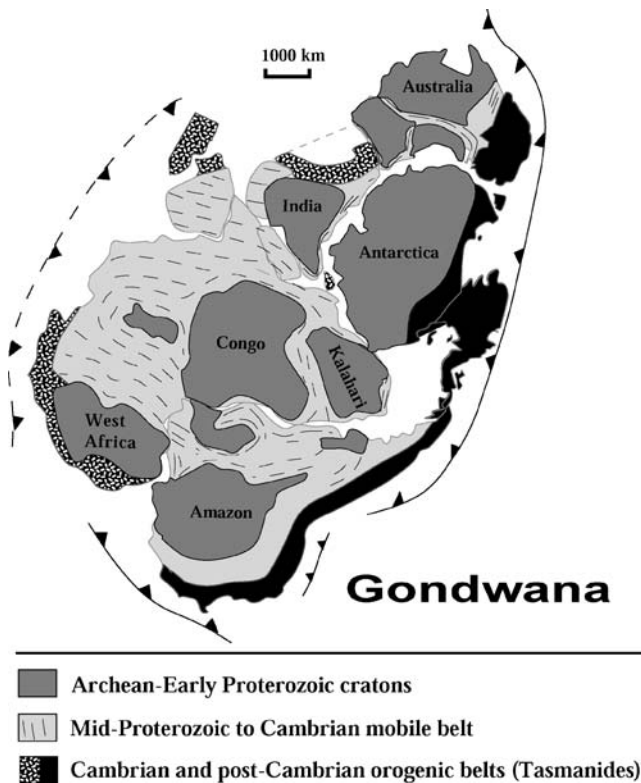 1000 km
Australia
India
Antarctica
Congo
Kalahari
West
Africa
Amazon
Gondwana
Archean-Early Proterozoic cratons
Mid-Proterozoic to Cambrian mobile belt
Cambrian and post-Cambrian orogenic belts (Tasmanides)